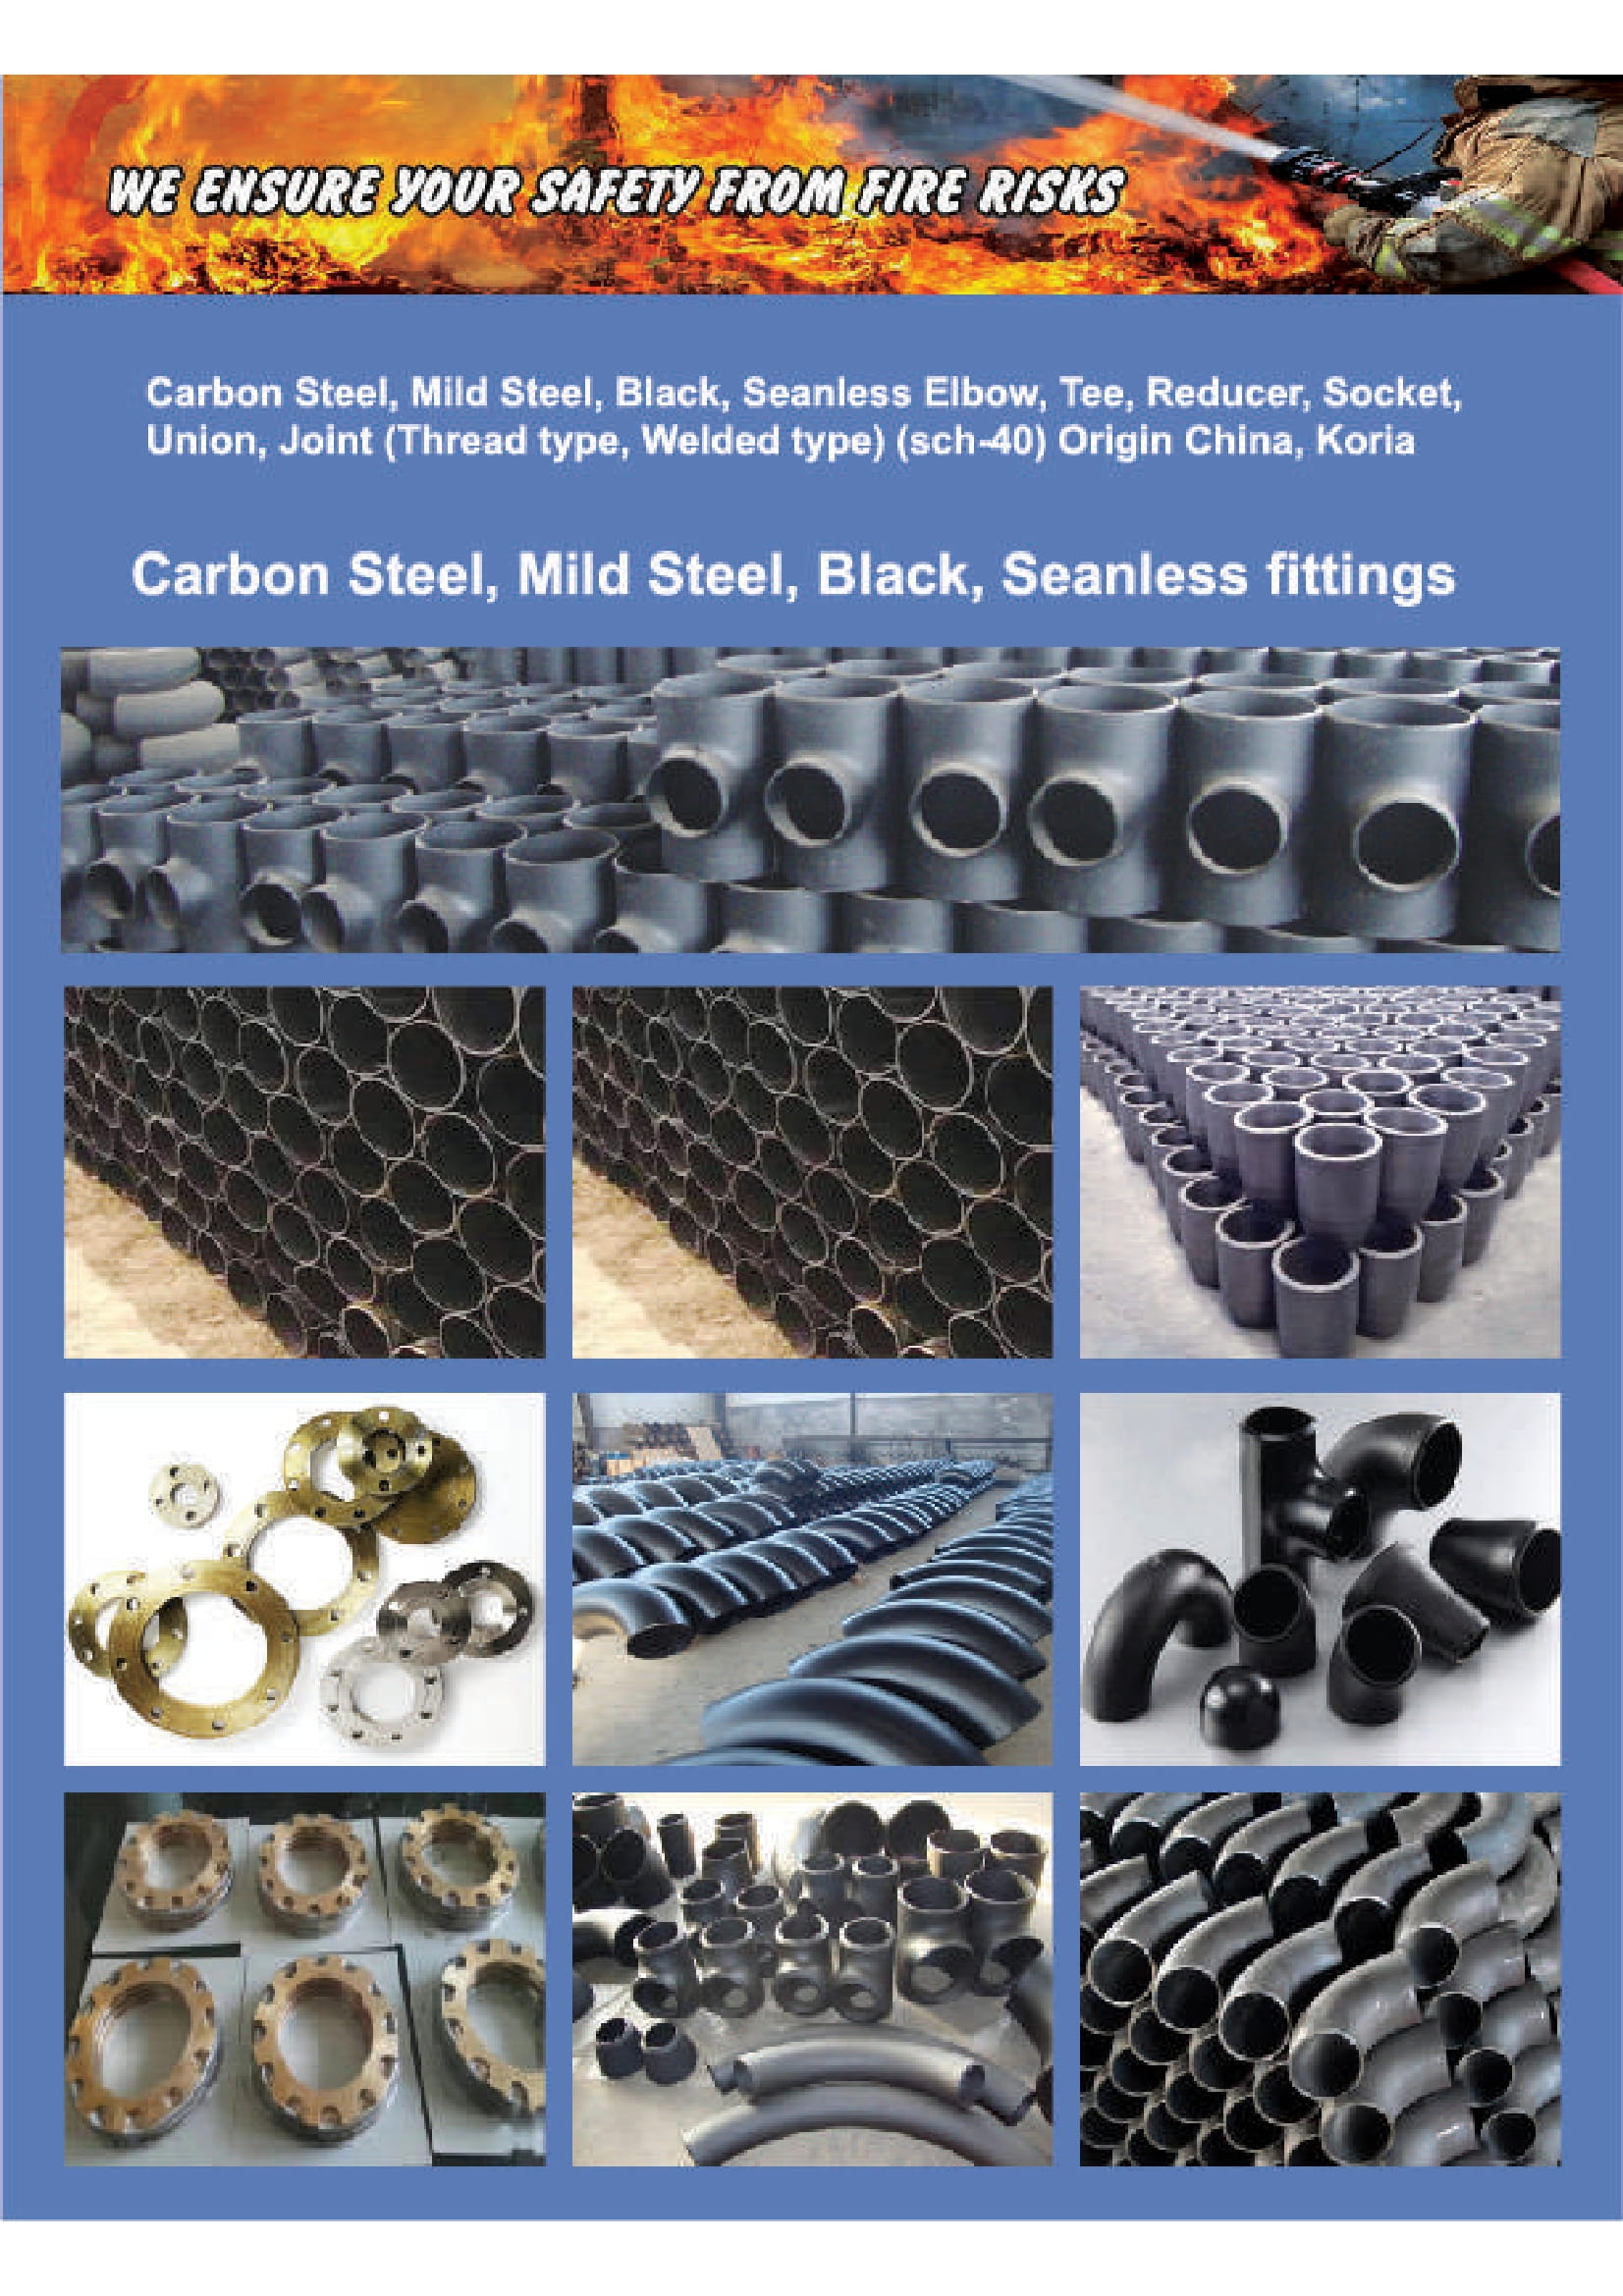 WE ENSURE YOUR SAFETY FROM FIRE RISKS
Carbon Steel, Mild Steel, Black, Seanless Elbow, Tee, Reducer, Socket,
Union, Joint (Thread type, Welded type) (sch-40) Origin China, Koria
Carbon Steel, Mild Steel, Black, Seanless fittings